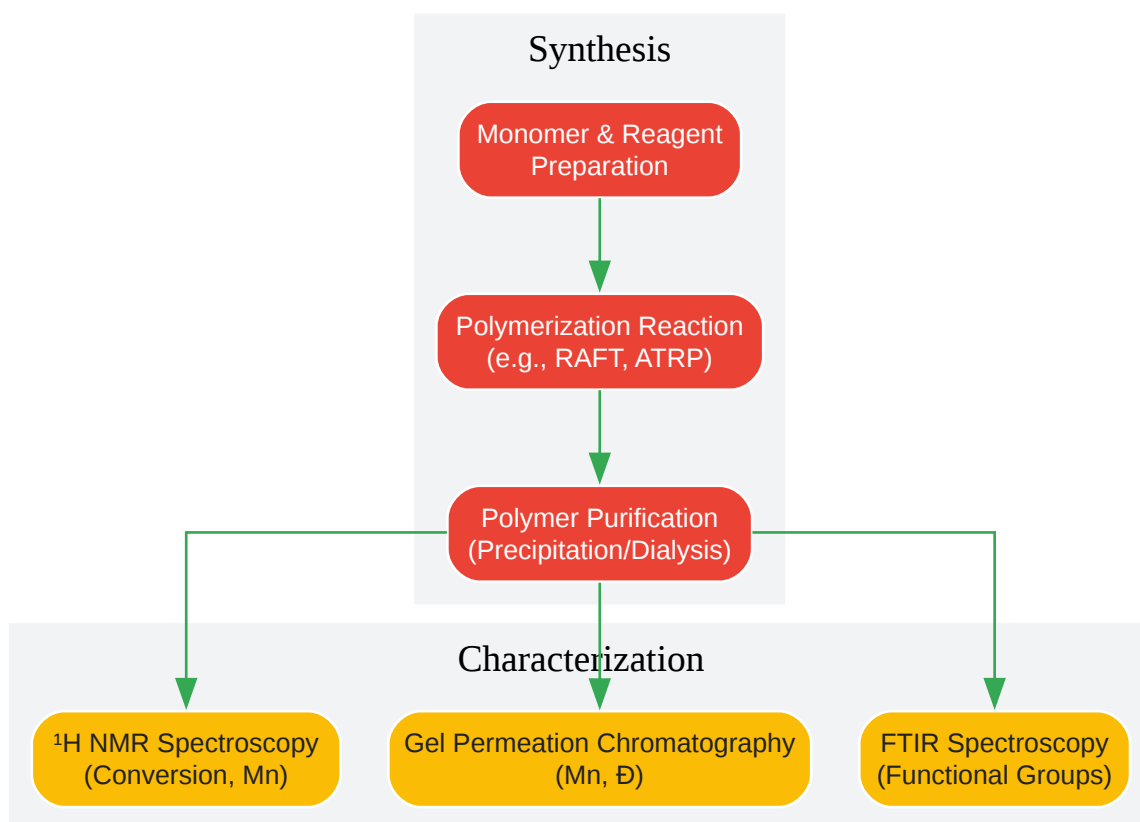 Synthesis
Monomer & Reagent
Preparation
Polymerization Reaction
(e.g., RAFT, ATRP)
Polymer Purification
(Precipitation/Dialysis)
Characterization
¹H NMR Spectroscopy
(Conversion, Mn)
Gel Permeation Chromatography
(Mn, Đ)
FTIR Spectroscopy
(Functional Groups)